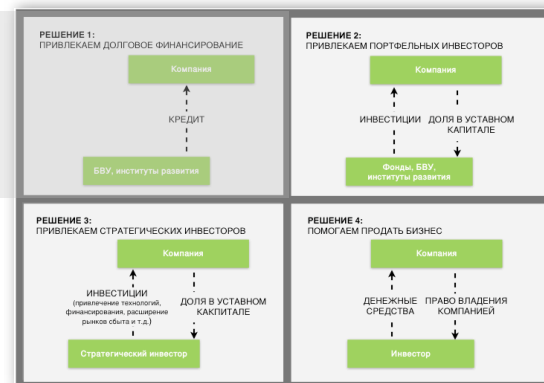 РЕШЕНИЕ 1:
ПРИВЛЕКАЕМ ДОЛГОВОЕ ФИНАНСИРОВАНИЕ
Компания
КРЕДИТ
БВУ, институты развития
РЕШЕНИЕ 2:
ПРИВЛЕКАЕМ ПОРТФЕЛЬНЫХ ИНВЕСТОРОВ
Компания
ИНВЕСТИЦИИ
ДОЛЯ В УСТАВНОМ
КАПИТАЛЕ
Фонды, БВУ,
институты развития
РЕШЕНИЕ 3:
ПРИВЛЕКАЕМ СТРАТЕГИЧЕСКИХ ИНВЕСТОРОВ
Компания
ИНВЕСТИЦИИ
(привлечение технологий,
финансирования, расширение
рынков сбыта и т.д.)
ДОЛЯ В УСТАВНОМ
КАКПИТАЛЕ
Стратегический инвестор
РЕШЕНИЕ 4:
ПОМОГАЕМ ПРОДАТЬ БИЗНЕС
Компания
ДЕНЕЖНЫЕ
СРЕДСТВА
ПРАВО ВЛАДЕНИЯ
КОМПАНИЕЙ
Инвестор